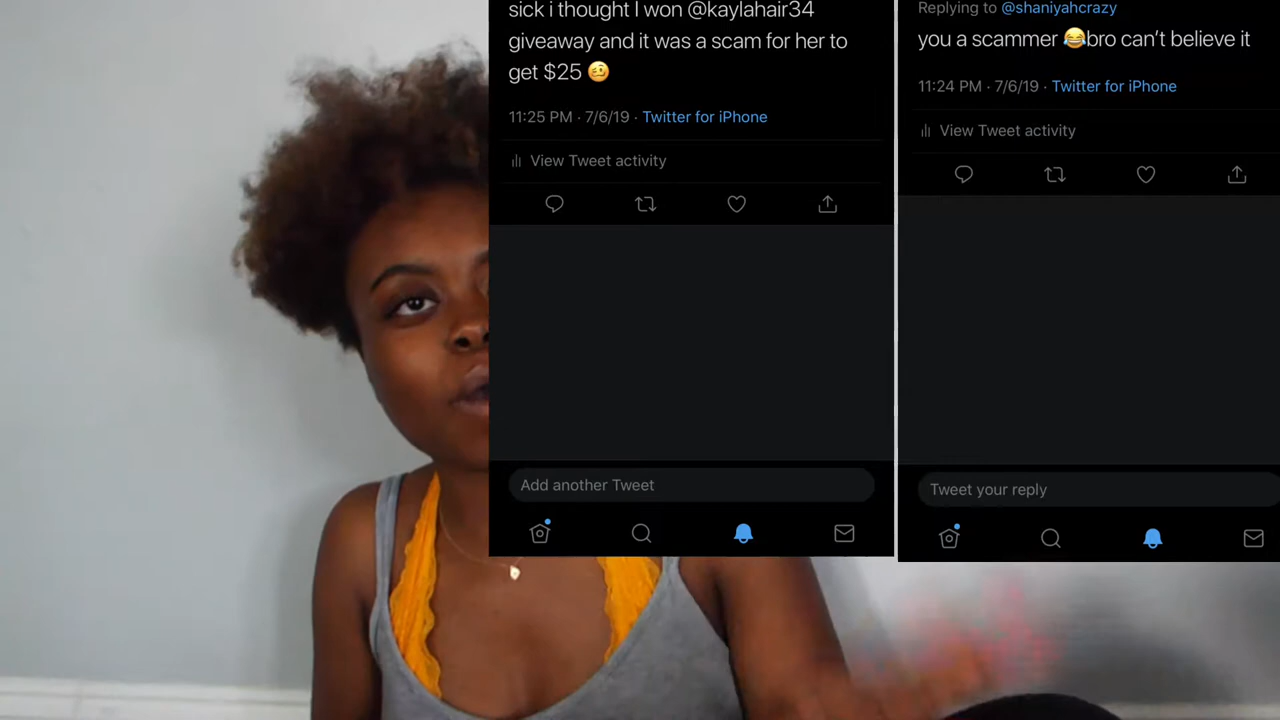 sick i thought I won @kaylahair34
giveaway and it was a scam for her to
get $25 🥴
11:25 PM · 7/6/19 · Twitter for iPhone
View Tweet activity
Add another Tweet
Replying to @shaniyahcrazy
you a scammer 😂bro can’t believe it
11:24 PM · 7/6/19 · Twitter for iPhone
View Tweet activity
Tweet your reply